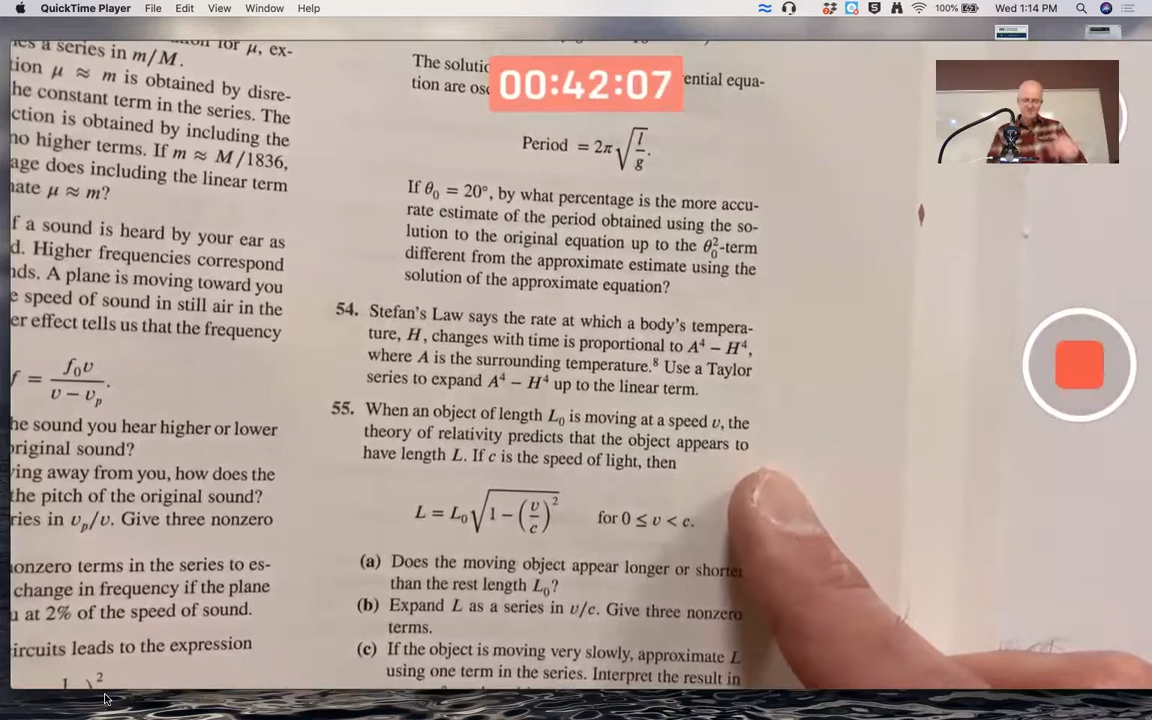 QuickTime Player File Edit View Window Help
100% Wed 1:14 PM
00:42:07
a series in m/M.
for μ, ex-
tion μ ≈ m is obtained by disre-
he constant term in the series. The
ction is obtained by including the
no higher terms. If m ≈ M/1836,
age does including the linear term
nate μ ≈ m?
f a sound is heard by your ear as
d. Higher frequencies correspond
nds. A plane is moving toward you
e speed of sound in still air in the
er effect tells us that the frequency
f = f₀v / (v − vₚ).
he sound you hear higher or lower
original sound?
ving away from you, how does the
the pitch of the original sound?
ries in vₚ/v. Give three nonzero
onzero terms in the series to es-
change in frequency if the plane
at 2% of the speed of sound.
ircuits leads to the expression
The solutio
ential equa-
tion are osc
Period = 2π√(l/g).
If θ₀ = 20°, by what percentage is the more accu-
rate estimate of the period obtained using the so-
lution to the original equation up to the θ₀²-term
different from the approximate estimate using the
solution of the approximate equation?
54. Stefan's Law says the rate at which a body's tempera-
ture, H, changes with time is proportional to A⁴ − H⁴,
where A is the surrounding temperature.⁸ Use a Taylor
series to expand A⁴ − H⁴ up to the linear term.
55. When an object of length L₀ is moving at a speed v, the
theory of relativity predicts that the object appears to
have length L. If c is the speed of light, then
L = L₀√(1 − (v/c)²) for 0 ≤ v < c.
(a) Does the moving object appear longer or shorter
than the rest length L₀?
(b) Expand L as a series in v/c. Give three nonzero
terms.
(c) If the object is moving very slowly, approximate L
using one term in the series. Interpret the result in